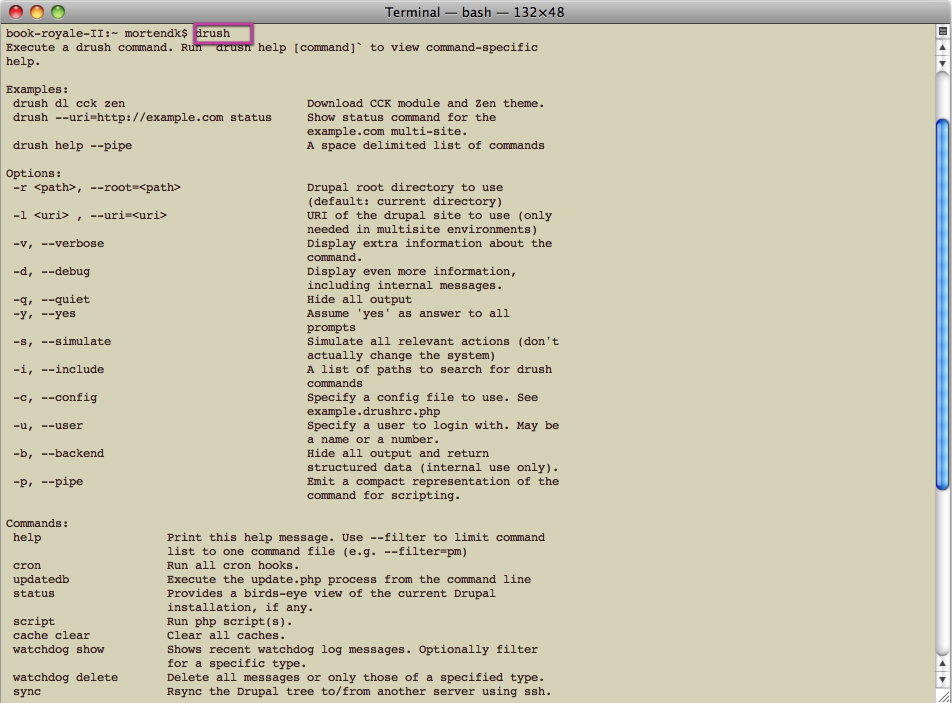 Terminal — bash — 132×48
book-royale-II:~ mortendk$ drush
Execute a drush command. Run `drush help [command]` to view command-specific
help.
Examples:
drush dl cck zen Download CCK module and Zen theme.
drush --uri=http://example.com status Show status command for the
example.com multi-site.
drush help --pipe A space delimited list of commands
Options:
-r <path>, --root=<path> Drupal root directory to use
(default: current directory)
-l <uri> , --uri=<uri> URI of the drupal site to use (only
needed in multisite environments)
-v, --verbose Display extra information about the
command.
-d, --debug Display even more information,
including internal messages.
-q, --quiet Hide all output
-y, --yes Assume 'yes' as answer to all
prompts
-s, --simulate Simulate all relevant actions (don't
actually change the system)
-i, --include A list of paths to search for drush
commands
-c, --config Specify a config file to use. See
example.drushrc.php
-u, --user Specify a user to login with. May be
a name or a number.
-b, --backend Hide all output and return
structured data (internal use only).
-p, --pipe Emit a compact representation of the
command for scripting.
Commands:
help Print this help message. Use --filter to limit command
list to one command file (e.g. --filter=pm)
cron Run all cron hooks.
updatedb Execute the update.php process from the command line
status Provides a birds-eye view of the current Drupal
installation, if any.
script Run php script(s).
cache clear Clear all caches.
watchdog show Shows recent watchdog log messages. Optionally filter
for a specific type.
watchdog delete Delete all messages or only those of a specified type.
sync Rsync the Drupal tree to/from another server using ssh.